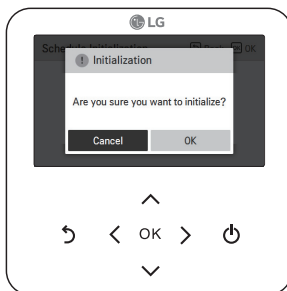 LG
Schedule Initialization Back OK
Initialization
Are you sure you want to initialize?
Cancel OK
OK